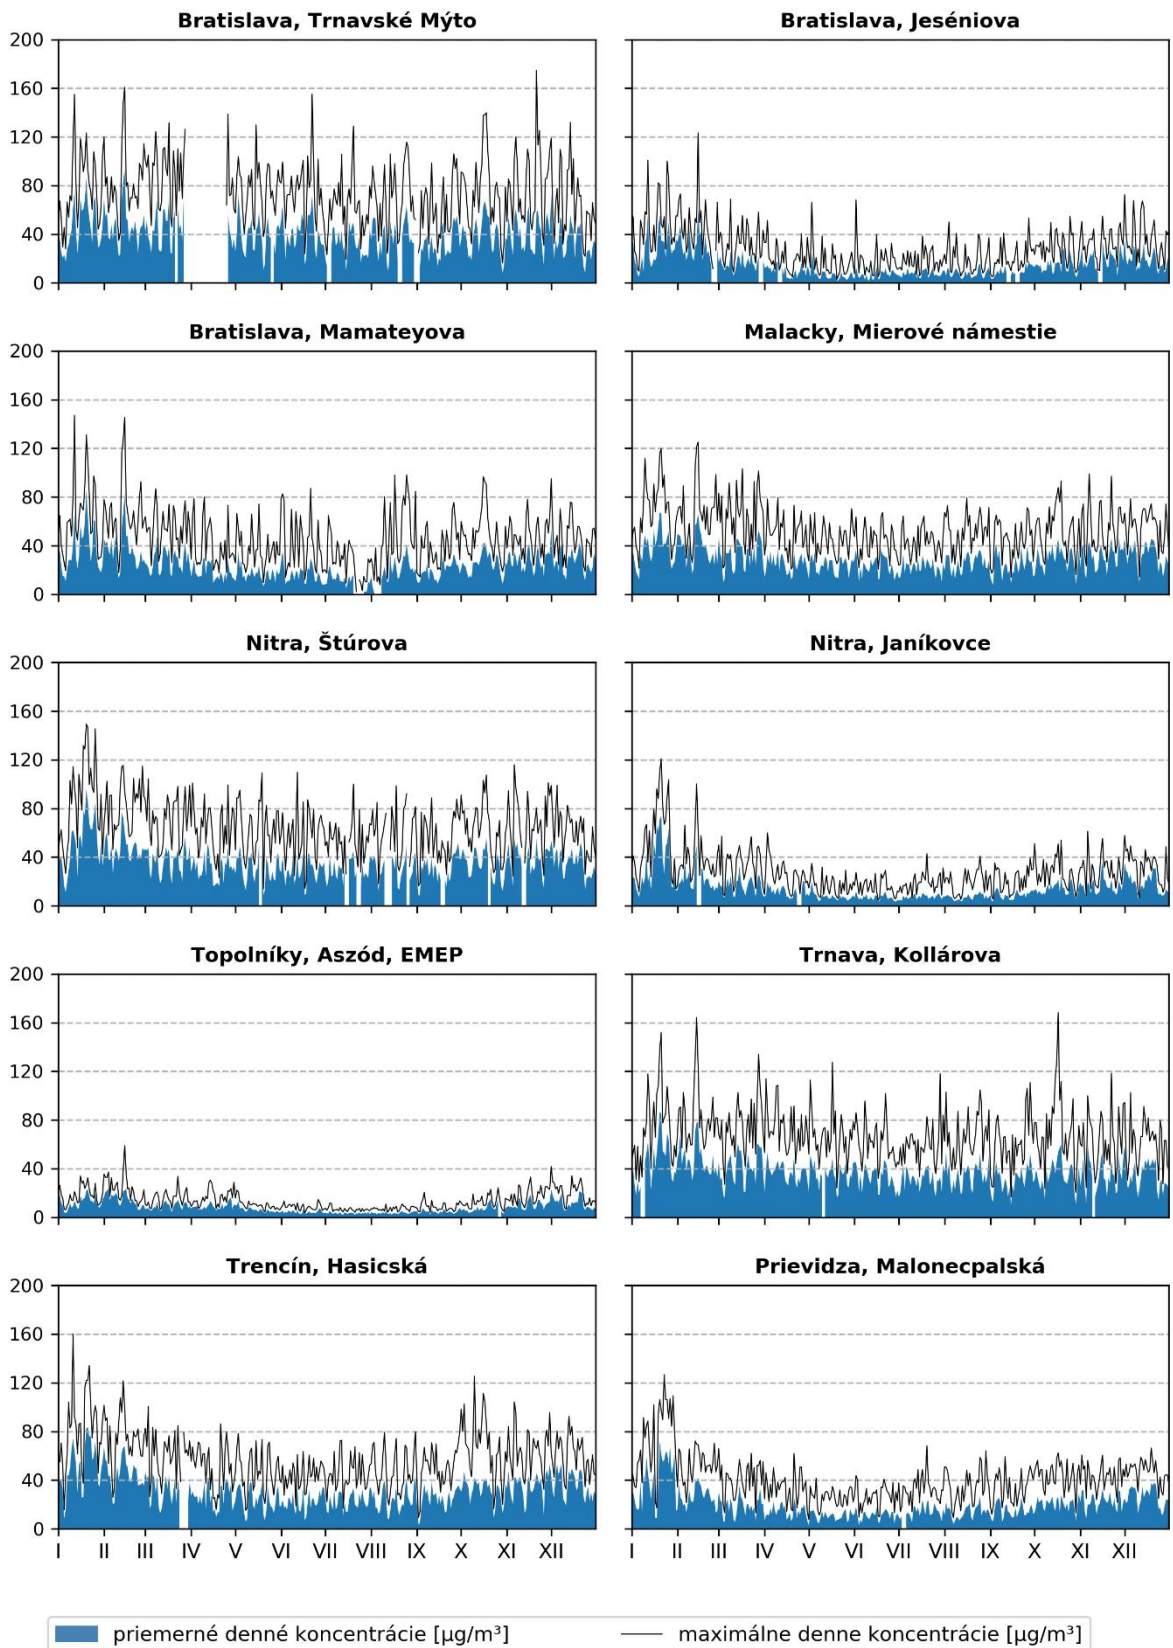 Bratislava, Trnavské Mýto
Bratislava, Jeséniova
200
160
120
80
40
0
Bratislava, Mamateyova
Malacky, Mierové námestie
200
160
120
80
40
0
Nitra, Štúrova
Nitra, Janíkovce
200
160
120
80
40
0
Topolníky, Aszód, EMEP
Trnava, Kollárova
200
160
120
80
40
0
Trencín, Hasicská
Prievidza, Malonecpalská
200
160
120
80
40
0
I II III IV V VI VII VIII IX X XI XII
I II III IV V VI VII VIII IX X XI XII
priemerné denné koncentrácie [µg/m³]
maximálne denne koncentrácie [µg/m³]